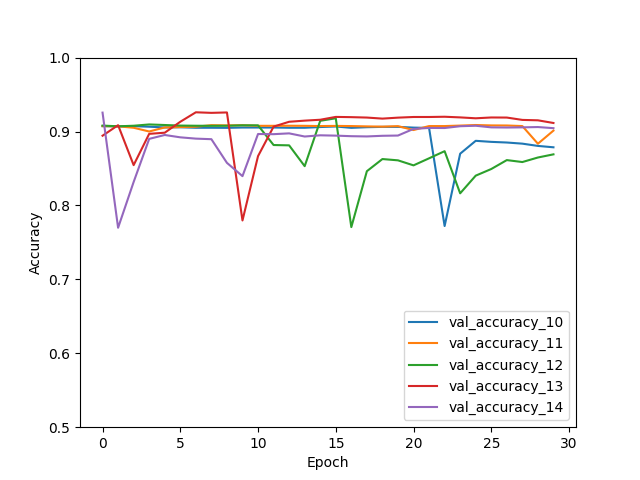 1.0
0.9
0.8
0.7
0.6
0.5
Accuracy
0 5 10 15 20 25 30
Epoch
val_accuracy_10
val_accuracy_11
val_accuracy_12
val_accuracy_13
val_accuracy_14